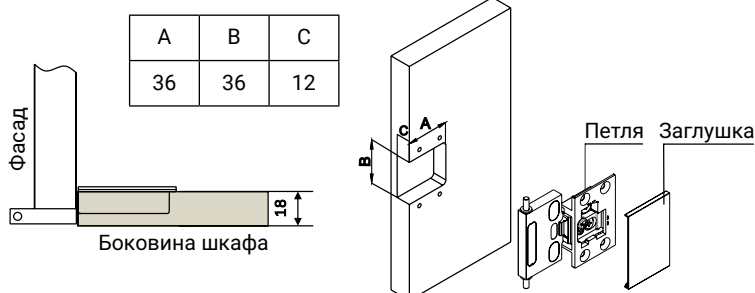 A B C
36 36 12
Фасад
18
Боковина шкафа
C A
B
Петля Заглушка